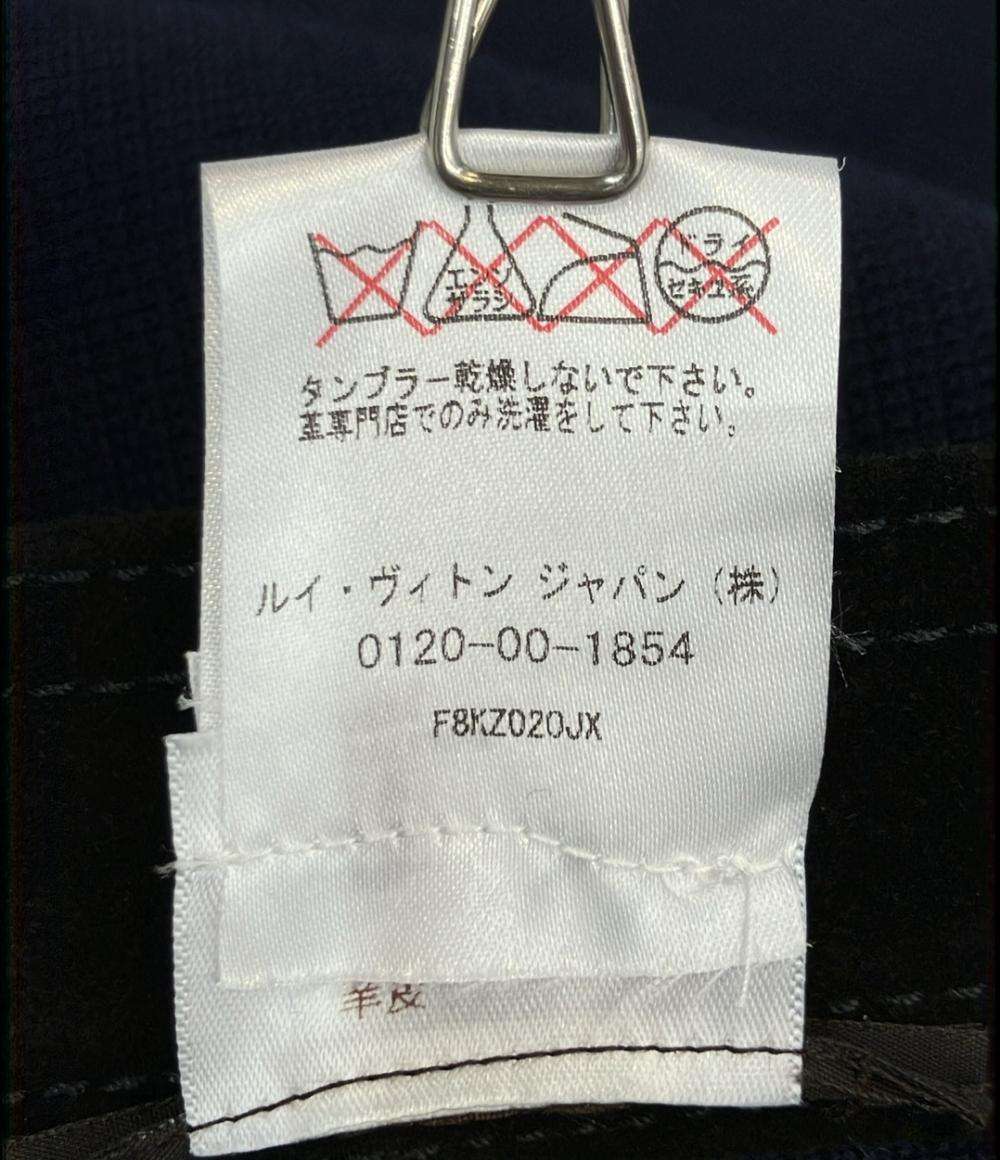 エンソ
サラシ
ドライ
セキユ系
タンブラー乾燥しないで下さい。
革専門店でのみ洗濯をして下さい。
ルイ・ヴィトン ジャパン (株)
0120-00-1854
F8KZ020JX
羊皮